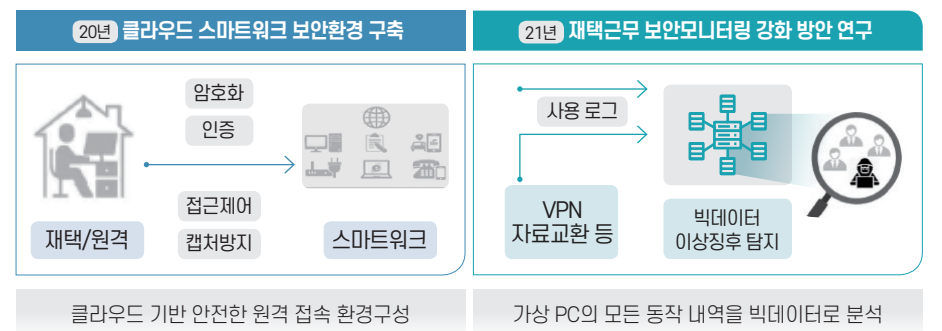 20년 클라우드 스마트워크 보안환경 구축
암호화
인증
접근제어
캡처방지
재택/원격
스마트워크
클라우드 기반 안전한 원격 접속 환경구성
21년 재택근무 보안모니터링 강화 방안 연구
사용 로그
VPN
자료교환 등
빅데이터
이상징후 탐지
가상 PC의 모든 동작 내역을 빅데이터로 분석